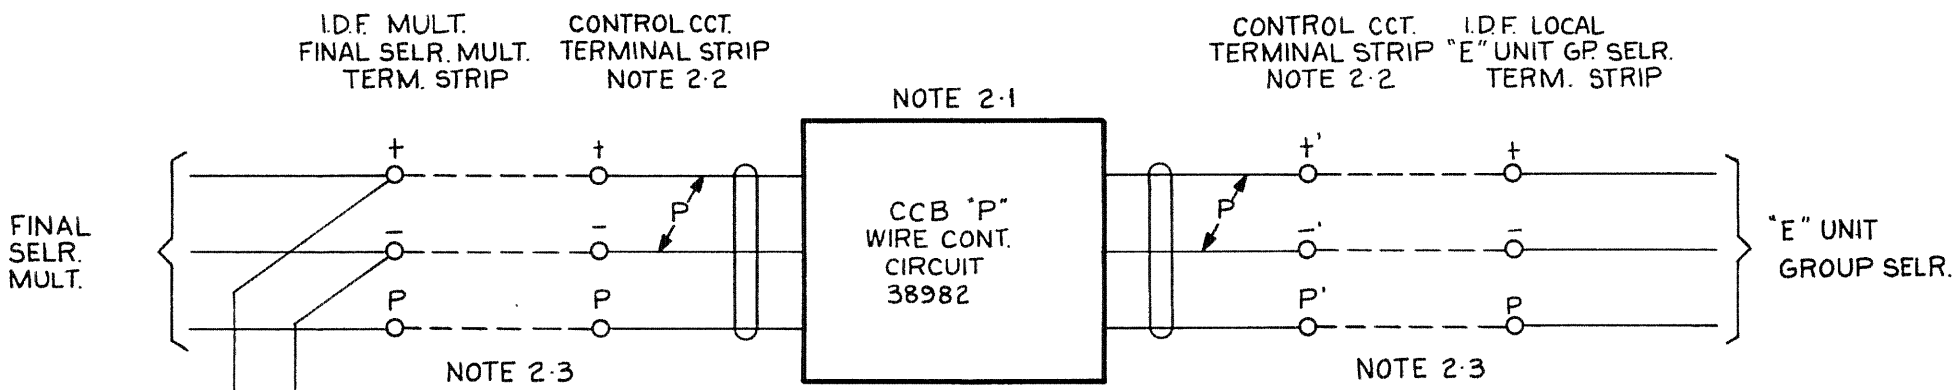 I.D.F. MULT.
FINAL SELR. MULT.
TERM. STRIP
CONTROL CCT.
TERMINAL STRIP
NOTE 2·2
NOTE 2·1
CONTROL CCT.
TERMINAL STRIP
NOTE 2·2
I.D.F. LOCAL
"E" UNIT GP. SELR.
TERM. STRIP
FINAL
SELR.
MULT.
+
+
−
−
P
P
P
NOTE 2·3
CCB "P"
WIRE CONT.
CIRCUIT
38982
P
+'
+
−'
−
P'
P
NOTE 2·3
"E" UNIT
GROUP SELR.